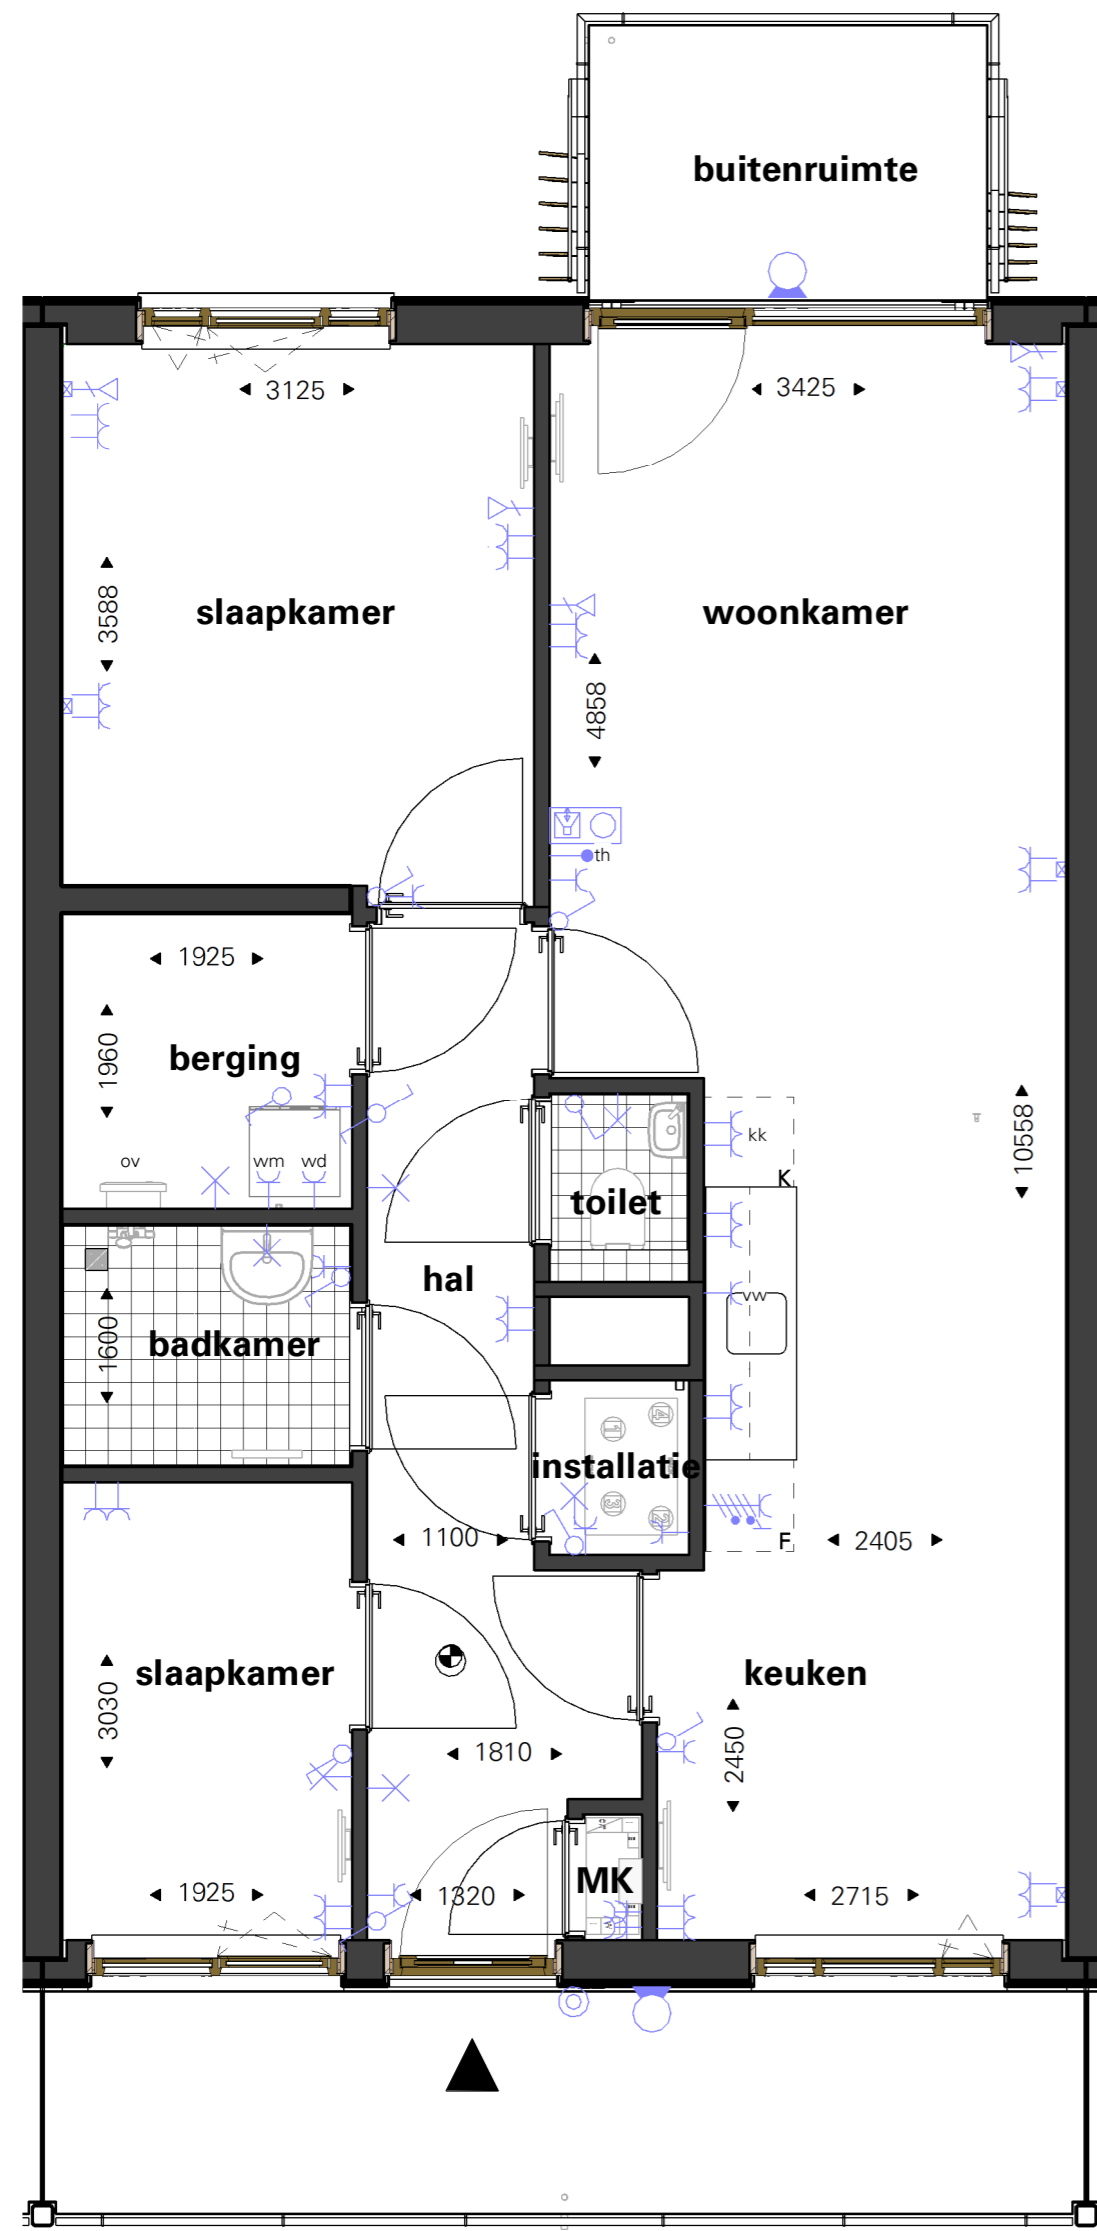 buitenruimte
3125
3425
3588
slaapkamer
woonkamer
4858
th
1925
1960
berging
10558
ov
wm
wd
kk
K
toilet
hal
vw
1600
badkamer
installatie
1100
F
2405
slaapkamer
keuken
3030
2450
1810
MK
1925
1320
2715